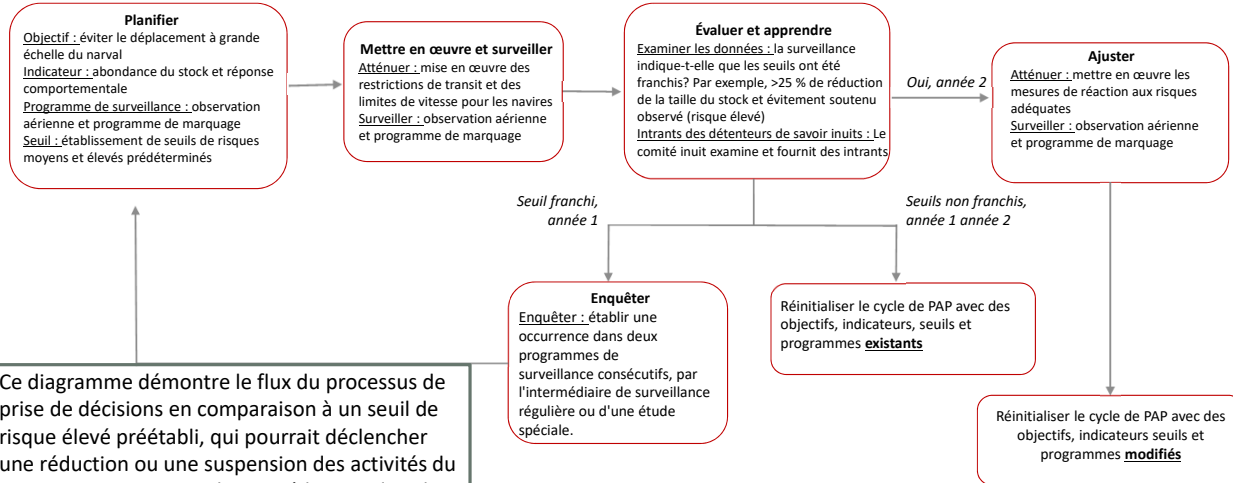 Planifier
Objectif : éviter le déplacement à grande
échelle du narval
Indicateur : abondance du stock et réponse
comportementale
Programme de surveillance : observation
aérienne et programme de marquage
Seuil : établissement de seuils de risques
moyens et élevés prédéterminés
Mettre en œuvre et surveiller
Atténuer : mise en œuvre des
restrictions de transit et des
limites de vitesse pour les navires
Surveiller : observation aérienne
et programme de marquage
Évaluer et apprendre
Examiner les données : la surveillance
indique-t-elle que les seuils ont été
franchis? Par exemple, >25 % de réduction
de la taille du stock et évitement soutenu
observé (risque élevé)
Intrants des détenteurs de savoir inuits : Le
comité inuit examine et fournit des intrants
Oui, année 2
Ajuster
Atténuer : mettre en œuvre les
mesures de réaction aux risques
adéquates
Surveiller : observation aérienne
et programme de marquage
Seuil franchi,
année 1
Seuils non franchis,
année 1 année 2
Enquêter
Enquêter : établir une
occurrence dans deux
programmes de
surveillance consécutifs, par
l'intermédiaire de surveillance
régulière ou d'une étude
spéciale.
Réinitialiser le cycle de PAP avec des
objectifs, indicateurs, seuils et
programmes existants
Réinitialiser le cycle de PAP avec des
objectifs, indicateurs seuils et
programmes modifiés
Ce diagramme démontre le flux du processus de
prise de décisions en comparaison à un seuil de
risque élevé préétabli, qui pourrait déclencher
une réduction ou une suspension des activités du